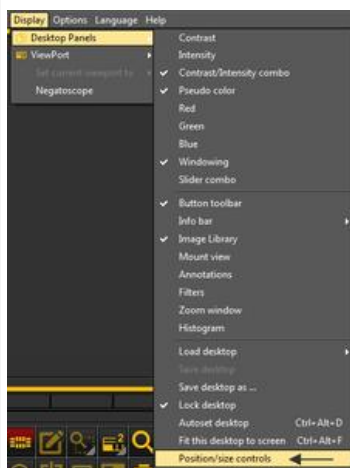 Display Options Language Help
Desktop Panels
ViewPort
Set current viewport to
Negatoscope
Contrast
Intensity
Contrast/Intensity combo
Pseudo color
Red
Green
Blue
Windowing
Slider combo
Button toolbar
Info bar
Image Library
Mount view
Annotations
Filters
Zoom window
Histogram
Load desktop
Save desktop
Save desktop as ...
Lock desktop
Autoset desktop Ctrl+Alt+D
Fit this desktop to screen Ctrl+Alt+F
Position/size controls